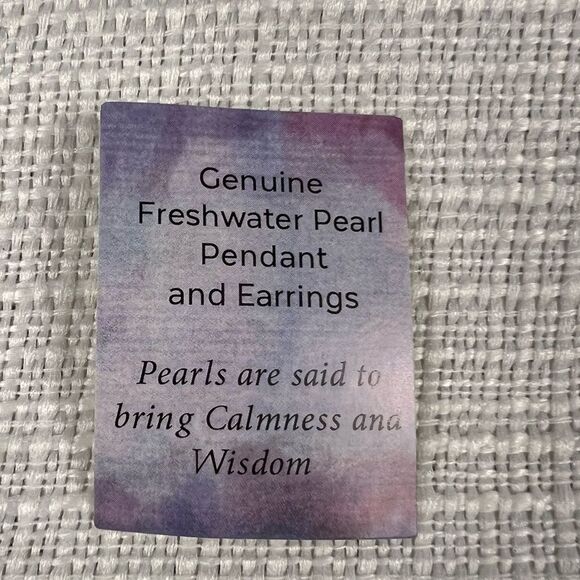 Genuine
Freshwater Pearl
Pendant
and Earrings
Pearls are said to
bring Calmness and
Wisdom